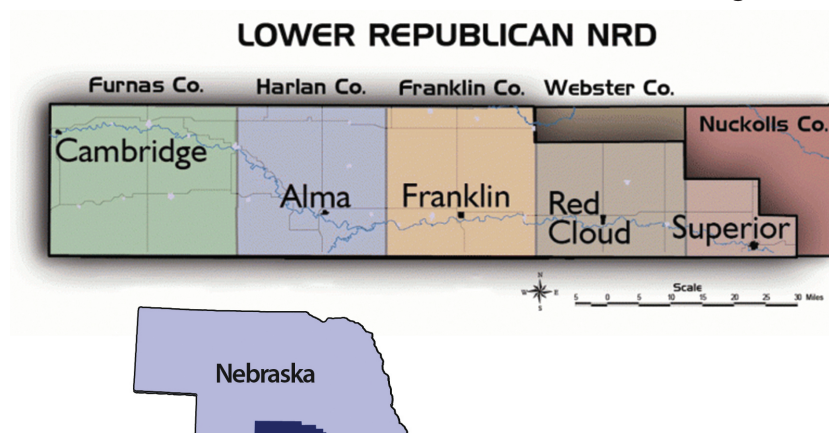 LOWER REPUBLICAN NRD
Furnas Co. Harlan Co. Franklin Co. Webster Co.
Nuckolls Co.
Cambridge
Alma Franklin Red Cloud Superior
N
W E
S
Scale
5 0 5 10 15 20 25 30 Miles
Nebraska